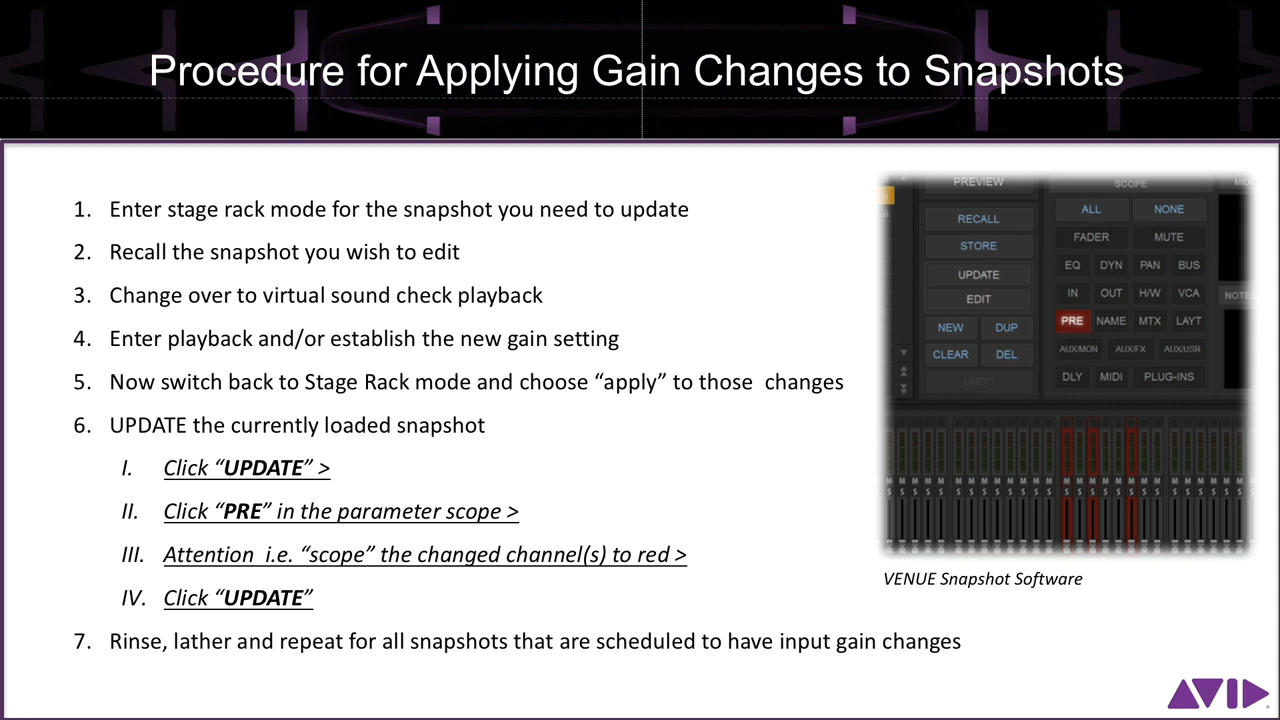 Procedure for Applying Gain Changes to Snapshots
1. Enter stage rack mode for the snapshot you need to update
2. Recall the snapshot you wish to edit
3. Change over to virtual sound check playback
4. Enter playback and/or establish the new gain setting
5. Now switch back to Stage Rack mode and choose “apply” to those  changes
6. UPDATE the currently loaded snapshot
I. Click “UPDATE” >
II. Click “PRE” in the parameter scope >
III. Attention  i.e. “scope” the changed channel(s) to red >
IV. Click “UPDATE”
7. Rinse, lather and repeat for all snapshots that are scheduled to have input gain changes
PREVIEW
RECALL
STORE
UPDATE
EDIT
NEW DUP
CLEAR DEL
UNDO
SCOPE
ALL NONE
FADER MUTE
EQ DYN PAN BUS
IN OUT H/W VCA
PRE NAME MTX LAYT
AUX/MON AUX/FX AUX/USR
DLY MIDI PLUG-INS
NOTES
M M M M M M M M M M M M M M M M M M M M M M M M M M
S S S S S S S S S S S S S S S S S S S S S S S S S S
VENUE Snapshot Software
AVID